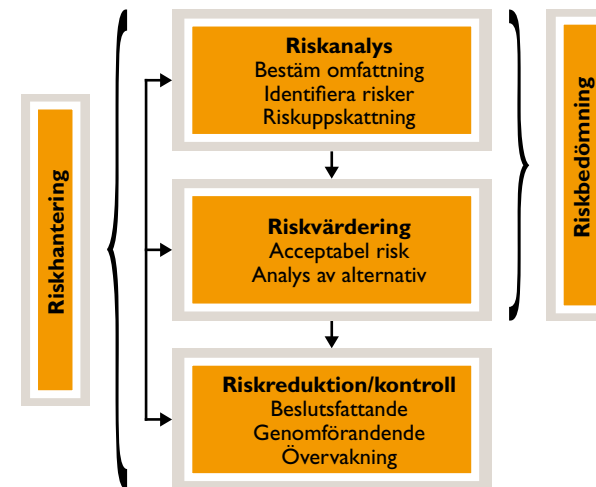 Riskhantering
Riskanalys
Bestäm omfattning
Identifiera risker
Riskuppskattning
Riskvärdering
Acceptabel risk
Analys av alternativ
Riskreduktion/kontroll
Beslutsfattande
Genomförandende
Övervakning
Riskbedömning